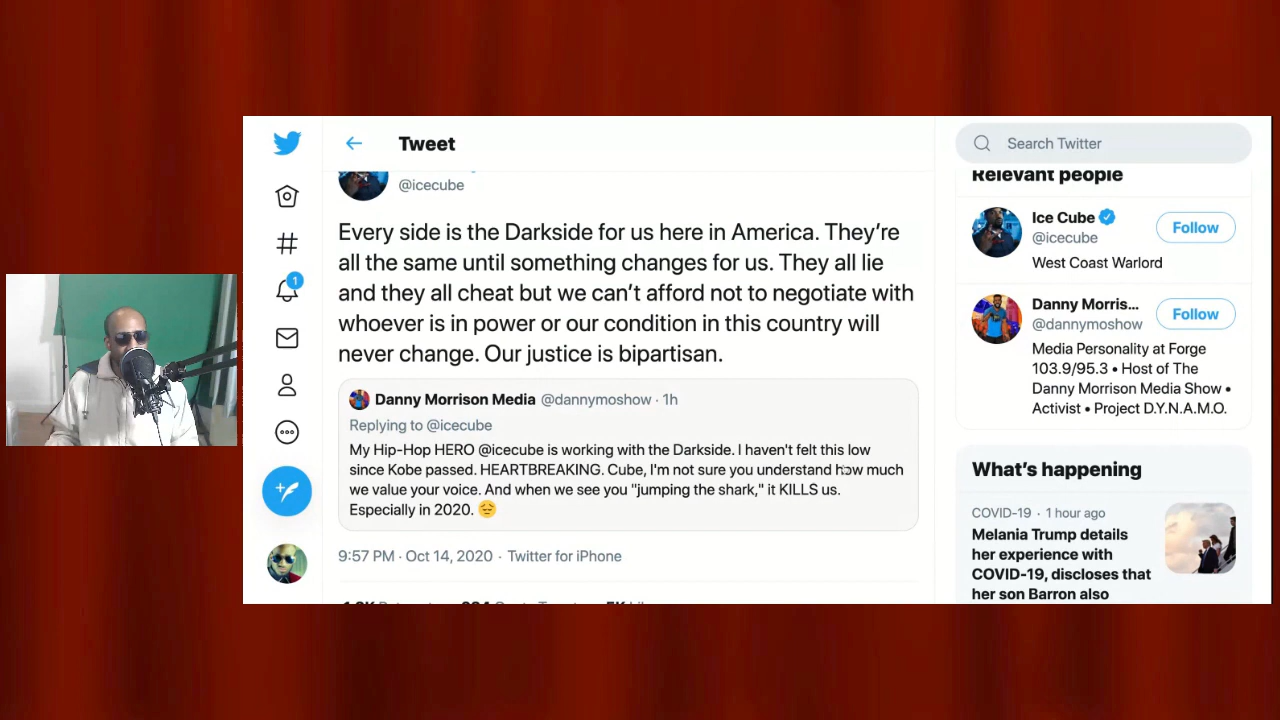 Tweet
Search Twitter
@icecube
Every side is the Darkside for us here in America. They're
all the same until something changes for us. They all lie
and they all cheat but we can't afford not to negotiate with
whoever is in power or our condition in this country will
never change. Our justice is bipartisan.
Danny Morrison Media @dannymoshow · 1h
Replying to @icecube
My Hip-Hop HERO @icecube is working with the Darkside. I haven't felt this low
since Kobe passed. HEARTBREAKING. Cube, I'm not sure you understand how much
we value your voice. And when we see you "jumping the shark," it KILLS us.
Especially in 2020. 😔
9:57 PM · Oct 14, 2020 · Twitter for iPhone
Relevant people
Ice Cube
Follow
@icecube
West Coast Warlord
Danny Morris...
Follow
@dannymoshow
Media Personality at Forge
103.9/95.3 • Host of The
Danny Morrison Media Show •
Activist • Project D.Y.N.A.M.O.
What's happening
COVID-19 · 1 hour ago
Melania Trump details
her experience with
COVID-19, discloses that
her son Barron also
1